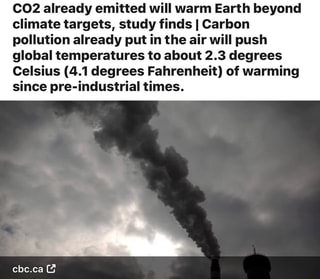 CO2 already emitted will warm Earth beyond
climate targets, study finds | Carbon
pollution already put in the air will push
global temperatures to about 2.3 degrees
Celsius (4.1 degrees Fahrenheit) of warming
since pre-industrial times.
cbc.ca